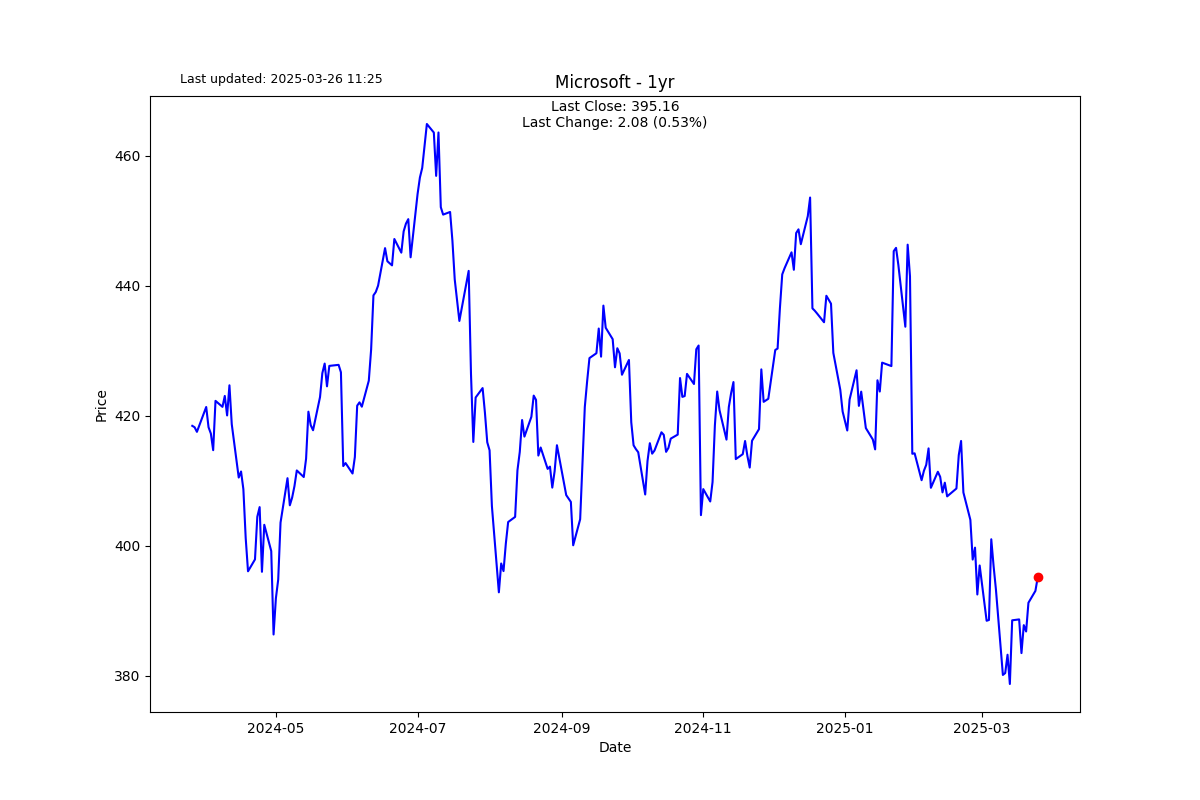 Last updated: 2025-03-26 11:25
Microsoft - 1yr
Last Close: 395.16
Last Change: 2.08 (0.53%)
460
440
420
400
380
Price
2024-05
2024-07
2024-09
2024-11
2025-01
2025-03
Date